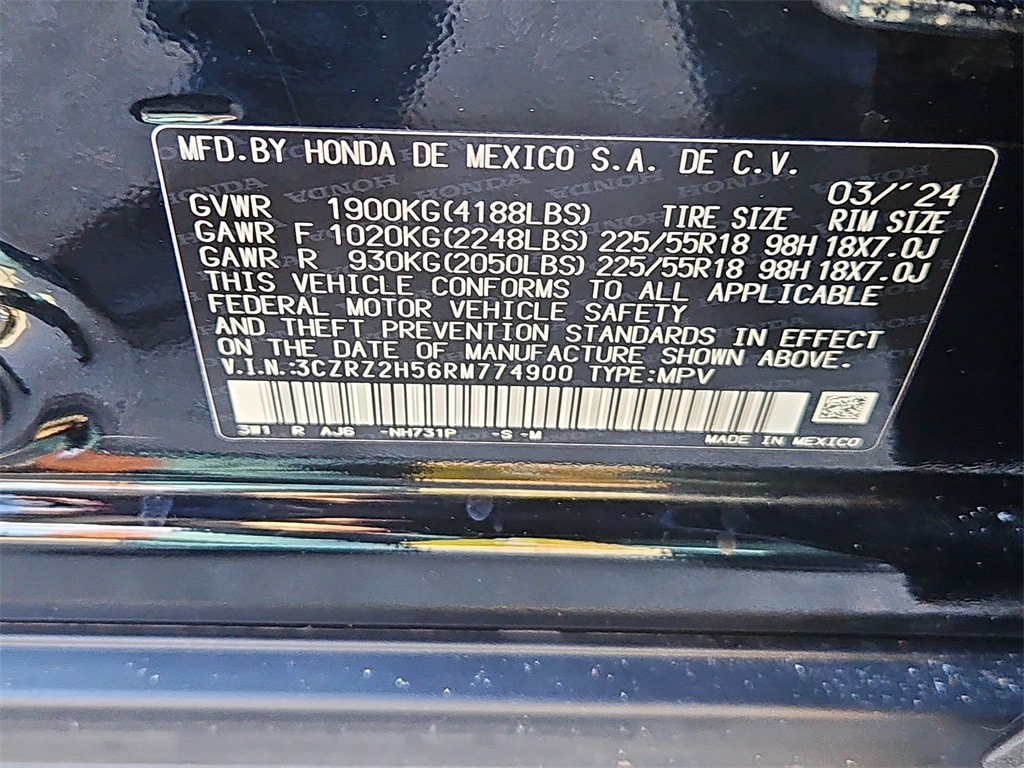 MFD.BY HONDA DE MEXICO S.A. DE C.V.
03/'24
GVWR 1900KG(4188LBS) TIRE SIZE RIM SIZE
GAWR F 1020KG(2248LBS) 225/55R18 98H 18X7.0J
GAWR R 930KG(2050LBS) 225/55R18 98H 18X7.0J
THIS VEHICLE CONFORMS TO ALL APPLICABLE
FEDERAL MOTOR VEHICLE SAFETY
AND THEFT PREVENTION STANDARDS IN EFFECT
ON THE DATE OF MANUFACTURE SHOWN ABOVE.
V.I.N.:3CZRZ2H56RM774900 TYPE:MPV
3W1 R AJ6 -NH731P -S -M
MADE IN MEXICO